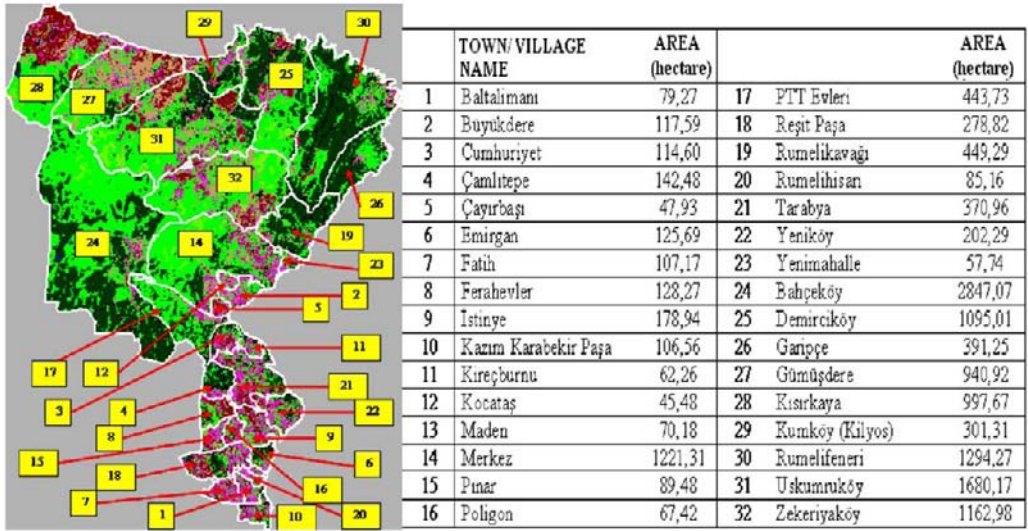 29
30
28
25
27
31
32
26
24
14
19
23
2
5
11
17
12
21
3
4
22
8
9
15
6
18
16
7
1
10
20
TOWN/VILLAGE NAME AREA (hectare) AREA (hectare)
1 Baltalimanı 79,27 17 PTT Evleri 443,73
2 Büyükdere 117,59 18 Reşit Paşa 278,82
3 Cumhuriyet 114,60 19 Rumelikavağı 449,29
4 Çamlıtepe 142,48 20 Rumelihisarı 85,16
5 Çayırbaşı 47,93 21 Tarabya 370,96
6 Emirgan 125,69 22 Yeniköy 202,29
7 Fatih 107,17 23 Yenimahalle 57,74
8 Ferahevler 128,27 24 Bahçeköy 2847,07
9 İstinye 178,94 25 Demirciköy 1095,01
10 Kazım Karabekir Paşa 106,56 26 Garipçe 391,25
11 Kireçburnu 62,26 27 Gümüşdere 940,92
12 Kocataş 45,48 28 Kısırkaya 997,67
13 Maden 70,18 29 Kumköy (Kilyos) 301,31
14 Merkez 1221,31 30 Rumelifeneri 1294,27
15 Pınar 89,48 31 Uskumruköy 1680,17
16 Poligon 67,42 32 Zekeriyaköy 1162,98